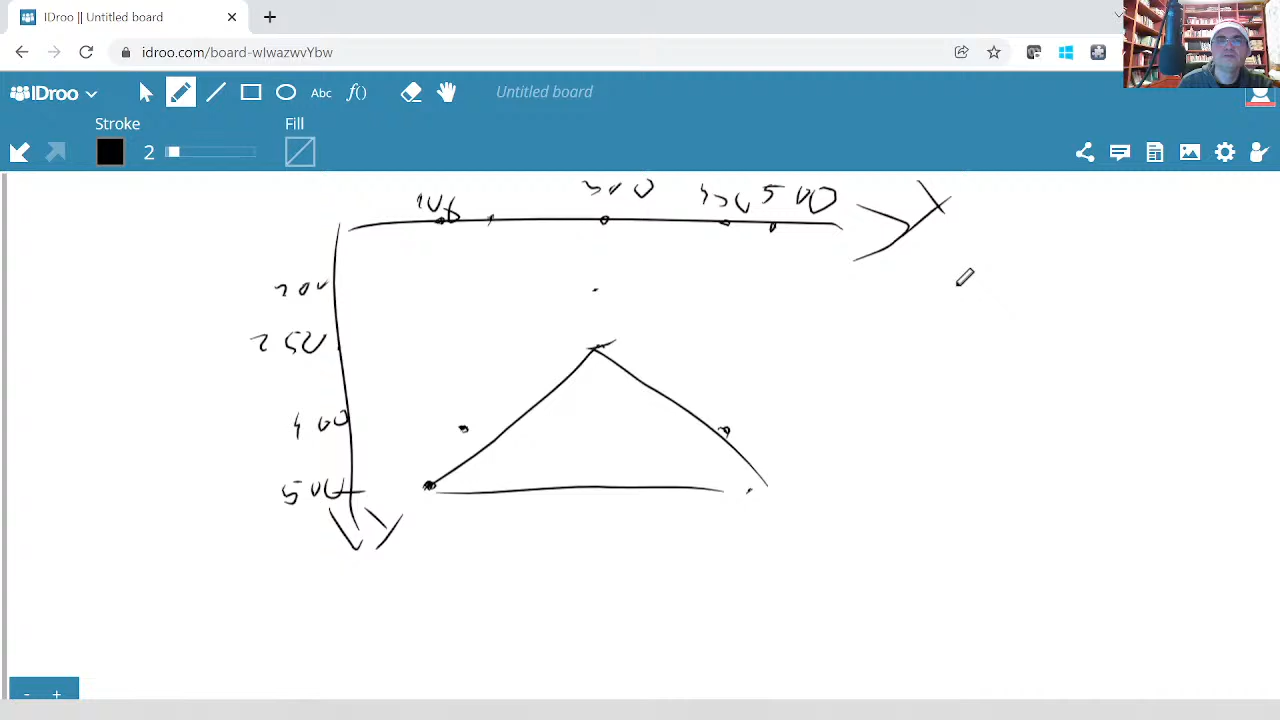 IDroo || Untitled board
idroo.com/board-wIwazwvYbw
IDroo Abc f() Untitled board
Stroke Fill
2
100 300 450 500 X
200
250
400
500
Y
- +